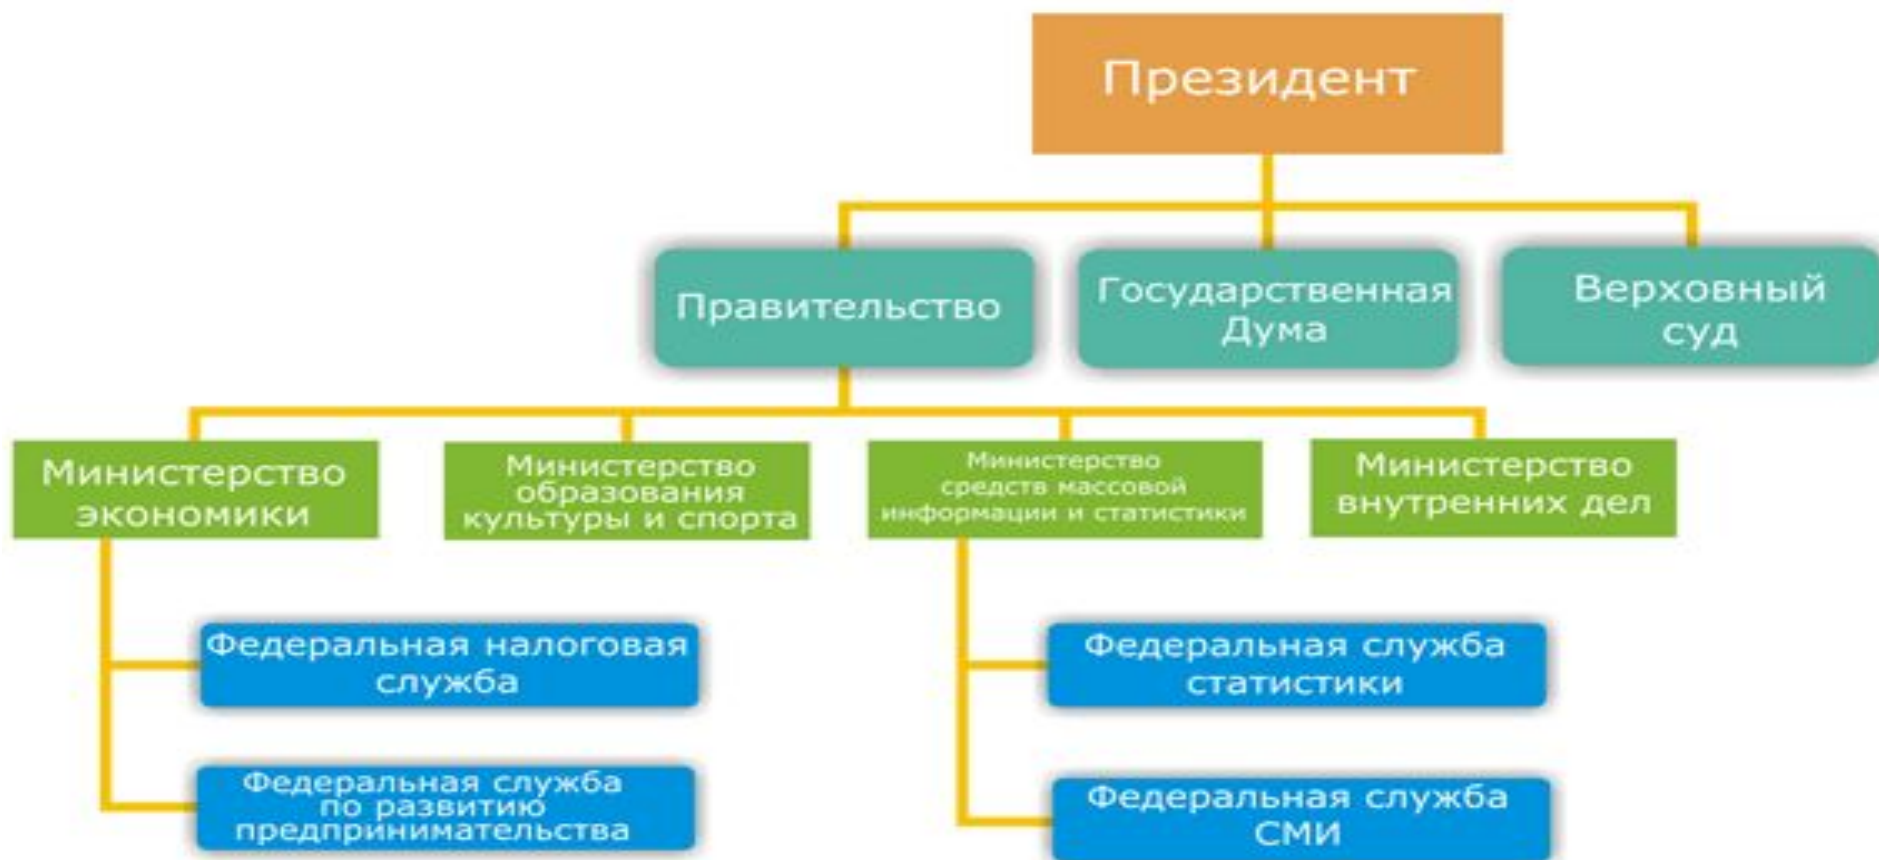 Президент
Правительство
Государственная
Дума
Верховный
суд
Министерство
экономики
Министерство
образования
культуры и спорта
Министерство
средств массовой
информации и статистики
Министерство
внутренних дел
Федеральная налоговая
служба
Федеральная служба
статистики
Федеральная служба
по развитию
предпринимательства
Федеральная служба
СМИ